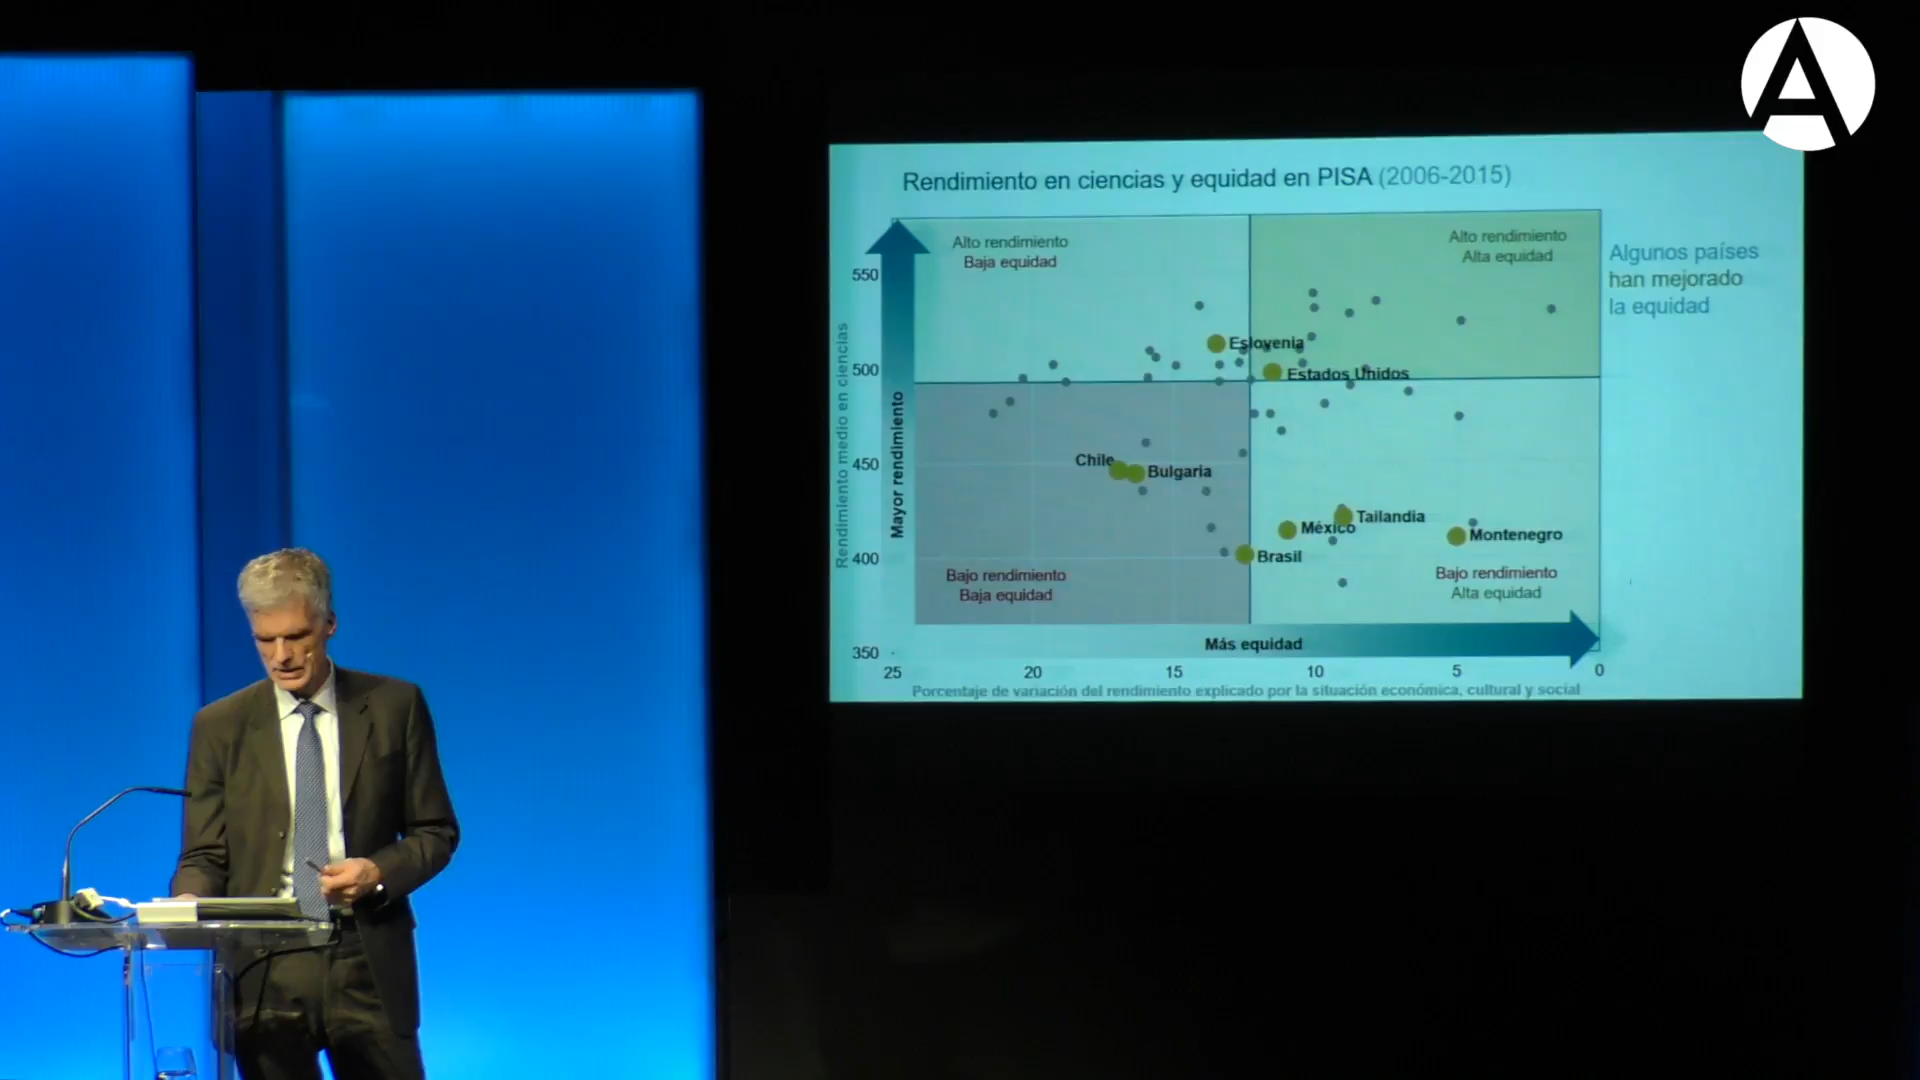 Rendimiento en ciencias y equidad en PISA (2006-2015)
Alto rendimiento
Baja equidad
Alto rendimiento
Alta equidad
Algunos países
han mejorado
la equidad
550
500
450
400
350
Rendimiento medio en ciencias
Mayor rendimiento
Eslovenia
Estados Unidos
Chile
Bulgaria
Tailandia
México
Montenegro
Brasil
Bajo rendimiento
Baja equidad
Bajo rendimiento
Alta equidad
Más equidad
25 20 15 10 5 0
Porcentaje de variación del rendimiento explicado por la situación económica, cultural y social
A